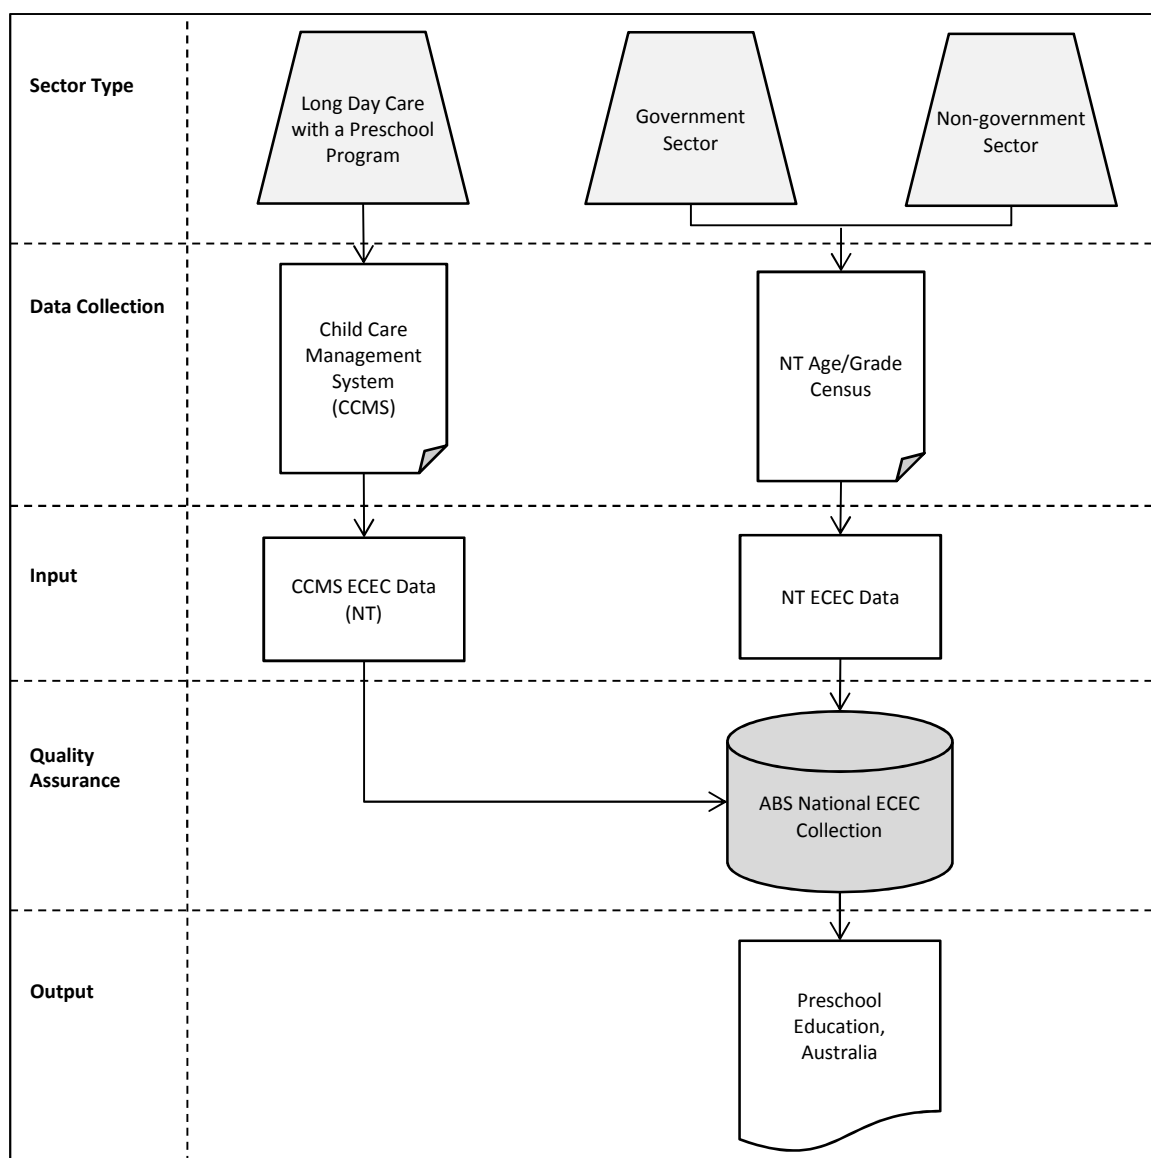 Sector Type
Long Day Care
with a Preschool
Program
Government
Sector
Non-government
Sector
Data Collection
Child Care
Management
System
(CCMS)
NT Age/Grade
Census
Input
CCMS ECEC Data
(NT)
NT ECEC Data
Quality
Assurance
ABS National ECEC
Collection
Output
Preschool
Education,
Australia